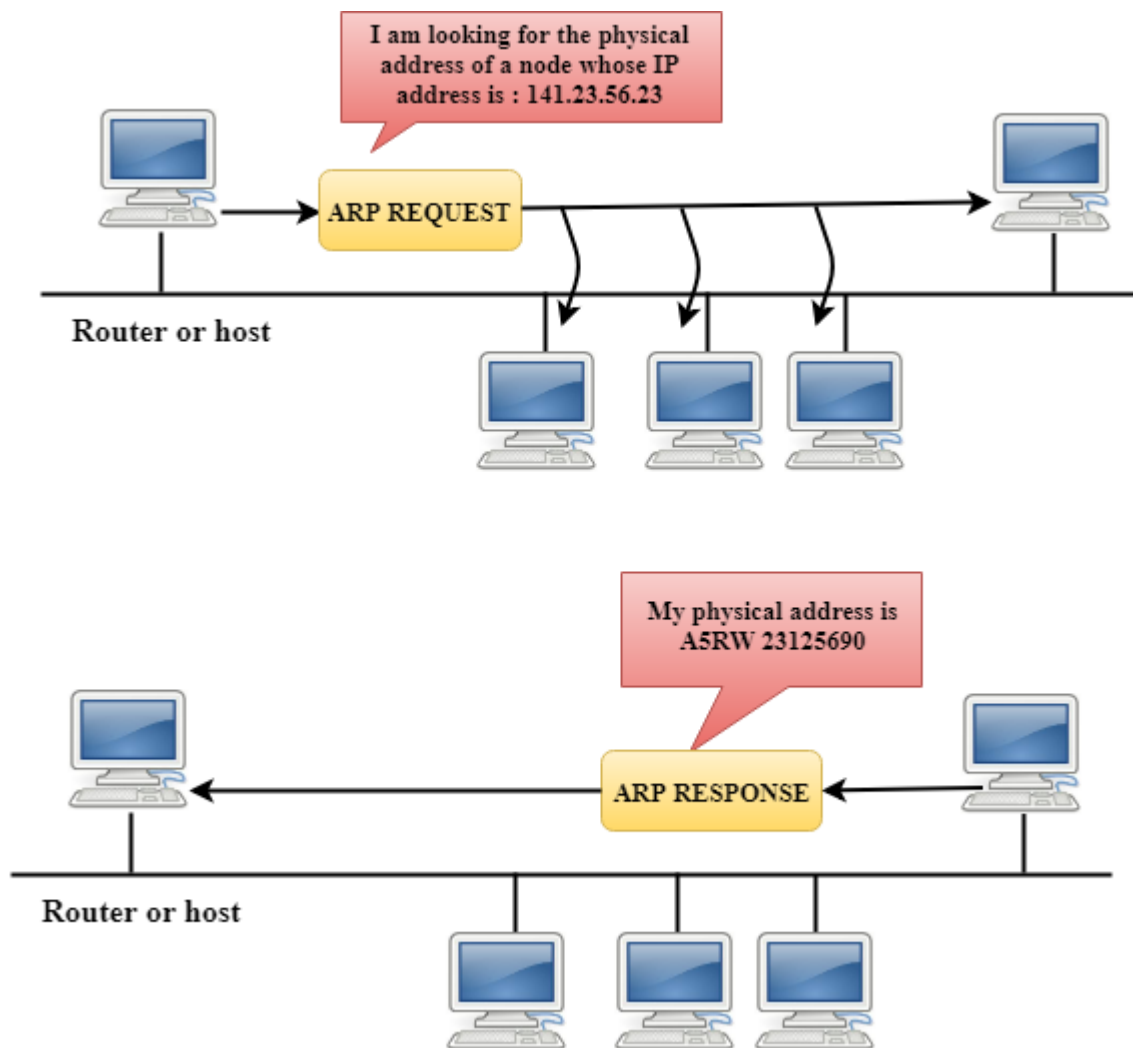 I am looking for the physical
address of a node whose IP
address is : 141.23.56.23
ARP REQUEST
Router or host
My physical address is
A5RW 23125690
ARP RESPONSE
Router or host